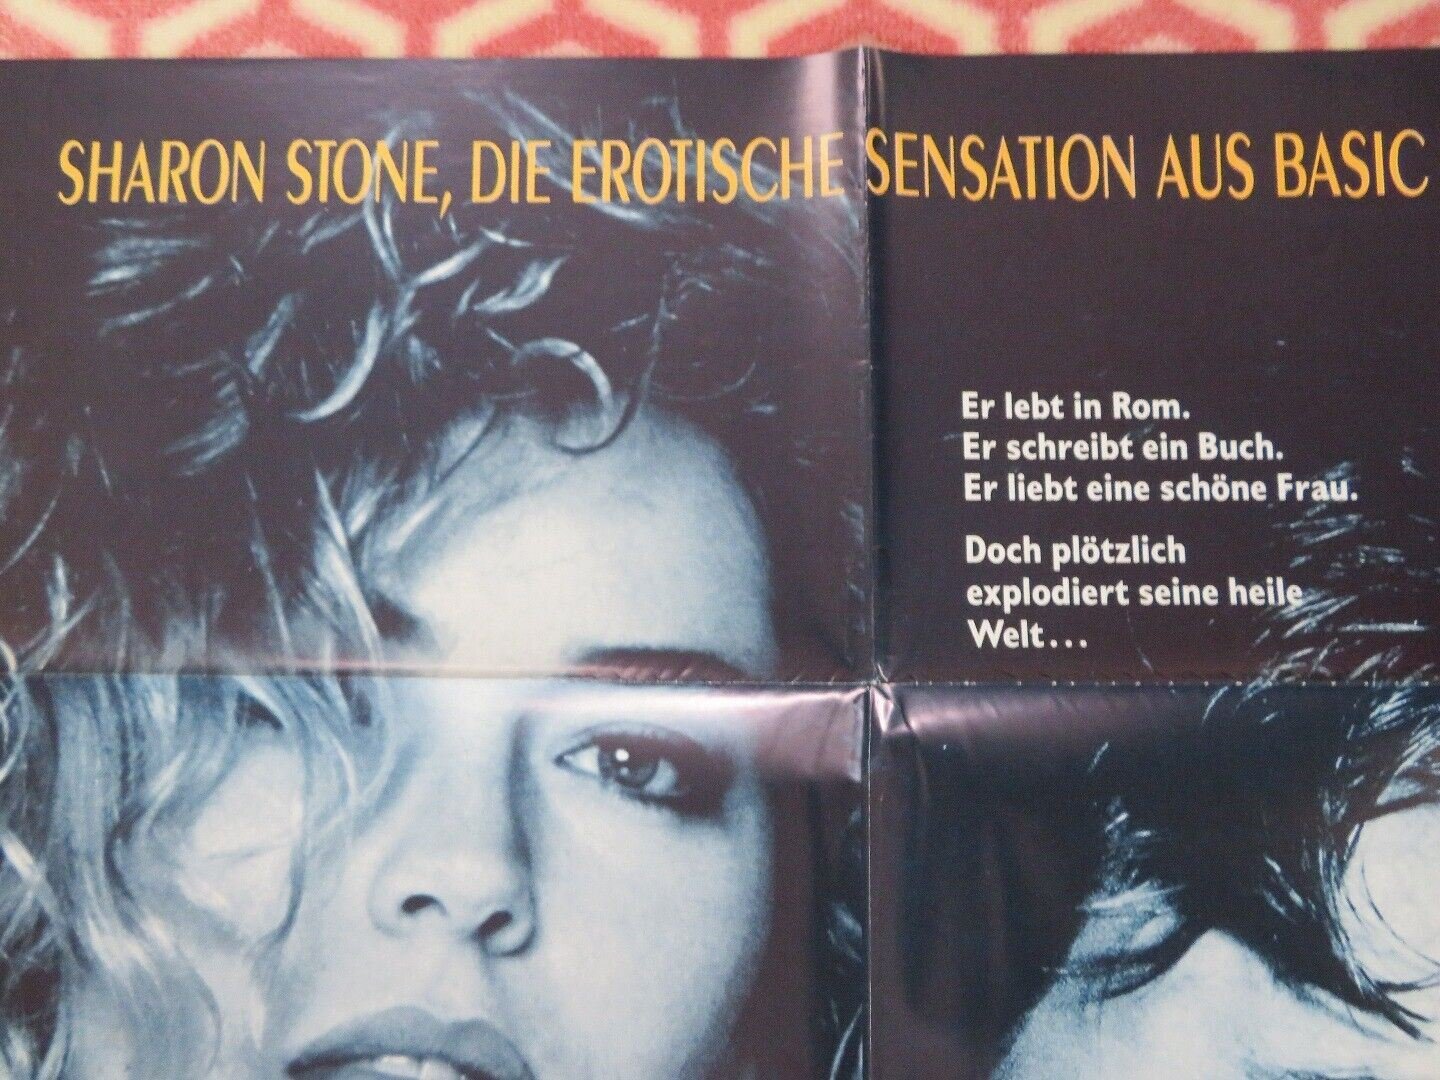 SHARON STONE, DIE EROTISCHE SENSATION AUS BASIC
Er lebt in Rom.
Er schreibt ein Buch.
Er liebt eine schöne Frau.
Doch plötzlich
explodiert seine heile
Welt...